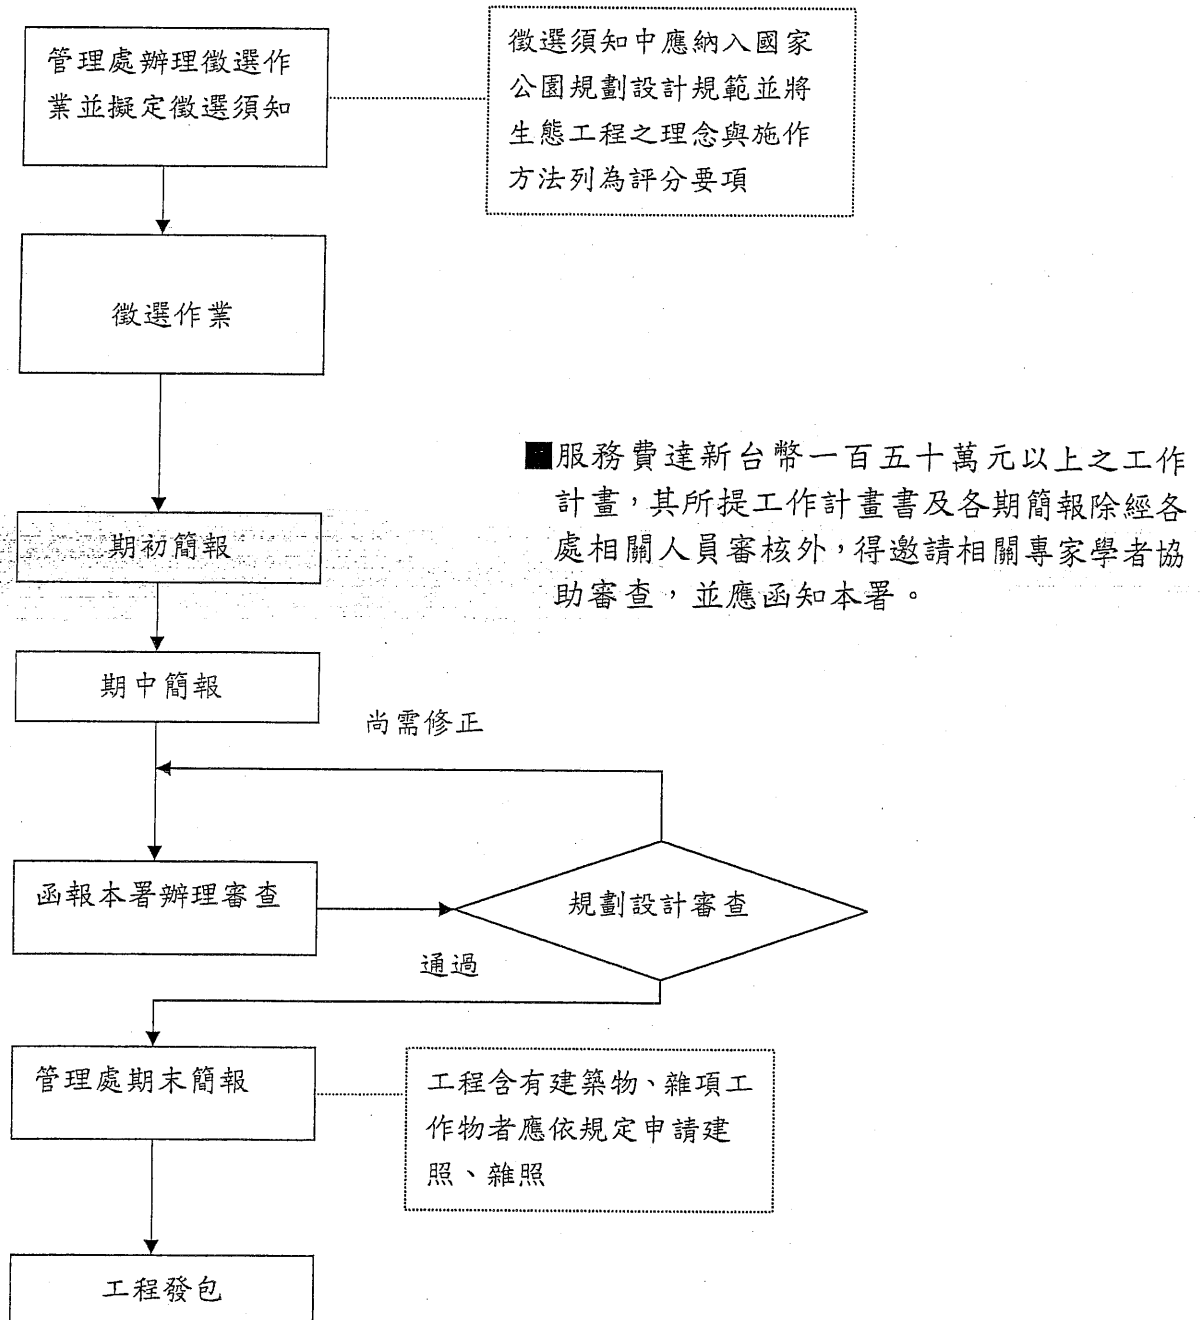 管理處辦理徵選作
業並擬定徵選須知
徵選須知中應納入國家
公園規劃設計規範並將
生態工程之理念與施作
方法列為評分要項
徵選作業
■服務費達新台幣一百五十萬元以上之工作
計畫，其所提工作計畫書及各期簡報除經各
處相關人員審核外，得邀請相關專家學者協
助審查，並應函知本署。
期初簡報
期中簡報
尚需修正
函報本署辦理審查
規劃設計審查
通過
管理處期末簡報
工程含有建築物、雜項工
作物者應依規定申請建
照、雜照
工程發包